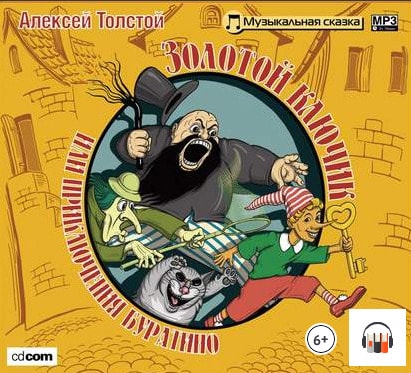 Алексей Толстой
Музыкальная сказка
MP3
ЗОЛОТОЙ КЛЮЧИК
ИЛИ ПРИКЛЮЧЕНИЯ БУРАТИНО
6+
cdcom